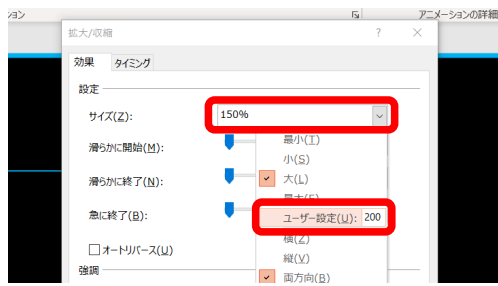 ション アニメーションの詳細
拡大/収縮 ? ×
効果 タイミング
設定
サイズ(Z): 150%
滑らかに開始(M): 最小(T)
小(S)
滑らかに終了(N): 大(L)
最大(E)
急に終了(B): ユーザー設定(U): 200
横(Z)
オートリバース(U) 縦(V)
強調 両方向(B)